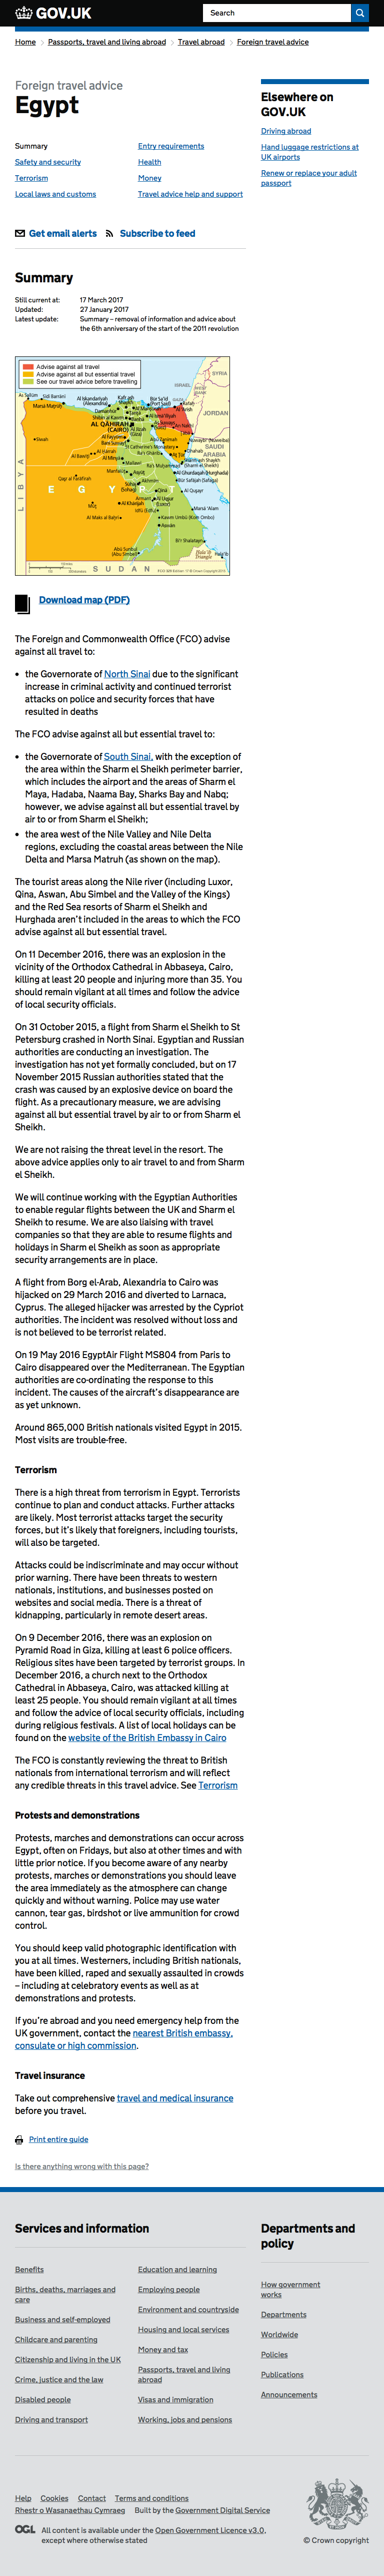 GOV.UK
Search
Home
Passports, travel and living abroad
Travel abroad
Foreign travel advice
Foreign travel advice
Egypt
Summary
Safety and security
Terrorism
Local laws and customs
Entry requirements
Health
Money
Travel advice help and support
Get email alerts
Subscribe to feed
Summary
Still current at: 17 March 2017
Updated: 27 January 2017
Latest update: Summary – removal of information and advice about
the 6th anniversary of the start of the 2011 revolution
Advise against all travel
Advise against all but essential travel
See our travel advice before travelling
SYRIA
ISRAEL
JORDAN
SAUDI
ARABIA
LIBYA
EGYPT
SUDAN
AL QĀHIRAH
(CAIRO)
Aswān
Download map (PDF)
The Foreign and Commonwealth Office (FCO) advise
against all travel to:
the Governorate of North Sinai due to the significant
increase in criminal activity and continued terrorist
attacks on police and security forces that have
resulted in deaths
The FCO advise against all but essential travel to:
the Governorate of South Sinai, with the exception of
the area within the Sharm el Sheikh perimeter barrier,
which includes the airport and the areas of Sharm el
Maya, Hadaba, Naama Bay, Sharks Bay and Nabq;
however, we advise against all but essential travel by
air to or from Sharm el Sheikh;
the area west of the Nile Valley and Nile Delta
regions, excluding the coastal areas between the Nile
Delta and Marsa Matruh (as shown on the map).
The tourist areas along the Nile river (including Luxor,
Qina, Aswan, Abu Simbel and the Valley of the Kings)
and the Red Sea resorts of Sharm el Sheikh and
Hurghada aren't included in the areas to which the FCO
advise against all but essential travel.
On 11 December 2016, there was an explosion in the
vicinity of the Orthodox Cathedral in Abbaseya, Cairo,
killing at least 20 people and injuring more than 35. You
should remain vigilant at all times and follow the advice
of local security officials.
On 31 October 2015, a flight from Sharm el Sheikh to St
Petersburg crashed in North Sinai. Egyptian and Russian
authorities are conducting an investigation. The
investigation has not yet formally concluded, but on 17
November 2015 Russian authorities stated that the
crash was caused by an explosive device on board the
flight. As a precautionary measure, we are advising
against all but essential travel by air to or from Sharm el
Sheikh.
We are not raising the threat level in the resort. The
above advice applies only to air travel to and from Sharm
el Sheikh.
We will continue working with the Egyptian Authorities
to enable regular flights between the UK and Sharm el
Sheikh to resume. We are also liaising with travel
companies so that they are able to resume flights and
holidays in Sharm el Sheikh as soon as appropriate
security arrangements are in place.
A flight from Borg el-Arab, Alexandria to Cairo was
hijacked on 29 March 2016 and diverted to Larnaca,
Cyprus. The alleged hijacker was arrested by the Cypriot
authorities. The incident was resolved without loss and
is not believed to be terrorist related.
On 19 May 2016 EgyptAir Flight MS804 from Paris to
Cairo disappeared over the Mediterranean. The Egyptian
authorities are co-ordinating the response to this
incident. The causes of the aircraft's disappearance are
as yet unknown.
Around 865,000 British nationals visited Egypt in 2015.
Most visits are trouble-free.
Terrorism
There is a high threat from terrorism in Egypt. Terrorists
continue to plan and conduct attacks. Further attacks
are likely. Most terrorist attacks target the security
forces, but it's likely that foreigners, including tourists,
will also be targeted.
Attacks could be indiscriminate and may occur without
prior warning. There have been threats to western
nationals, institutions, and businesses posted on
websites and social media. There is a threat of
kidnapping, particularly in remote desert areas.
On 9 December 2016, there was an explosion on
Pyramid Road in Giza, killing at least 6 police officers.
Religious sites have been targeted by terrorist groups. In
December 2016, a church next to the Orthodox
Cathedral in Abbaseya, Cairo, was attacked killing at
least 25 people. You should remain vigilant at all times
and follow the advice of local security officials, including
during religious festivals. A list of local holidays can be
found on the website of the British Embassy in Cairo
The FCO is constantly reviewing the threat to British
nationals from international terrorism and will reflect
any credible threats in this travel advice. See Terrorism
Protests and demonstrations
Protests, marches and demonstrations can occur across
Egypt, often on Fridays, but also at other times and with
little prior notice. If you become aware of any nearby
protests, marches or demonstrations you should leave
the area immediately as the atmosphere can change
quickly and without warning. Police may use water
cannon, tear gas, birdshot or live ammunition for crowd
control.
You should keep valid photographic identification with
you at all times. Westerners, including British nationals,
have been killed, raped and sexually assaulted in crowds
– including at celebratory events as well as at
demonstrations and protests.
If you're abroad and you need emergency help from the
UK government, contact the nearest British embassy,
consulate or high commission.
Travel insurance
Take out comprehensive travel and medical insurance
before you travel.
Print entire guide
Is there anything wrong with this page?
Elsewhere on
GOV.UK
Driving abroad
Hand luggage restrictions at
UK airports
Renew or replace your adult
passport
Services and information
Benefits
Births, deaths, marriages and
care
Business and self-employed
Childcare and parenting
Citizenship and living in the UK
Crime, justice and the law
Disabled people
Driving and transport
Education and learning
Employing people
Environment and countryside
Housing and local services
Money and tax
Passports, travel and living
abroad
Visas and immigration
Working, jobs and pensions
Departments and
policy
How government
works
Departments
Worldwide
Policies
Publications
Announcements
Help
Cookies
Contact
Terms and conditions
Rhestr o Wasanaethau Cymraeg
Built by the Government Digital Service
OGL
All content is available under the Open Government Licence v3.0,
except where otherwise stated
© Crown copyright